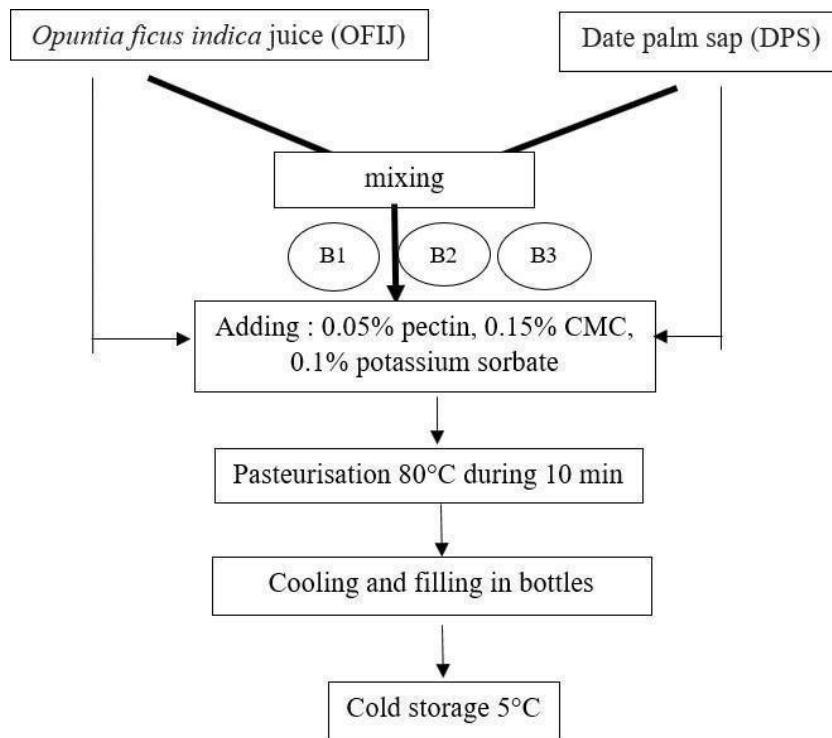 Opuntia ficus indica juice (OFIJ)
Date palm sap (DPS)
mixing
B1
B2
B3
Adding : 0.05% pectin, 0.15% CMC,
0.1% potassium sorbate
Pasteurisation 80°C during 10 min
Cooling and filling in bottles
Cold storage 5°C